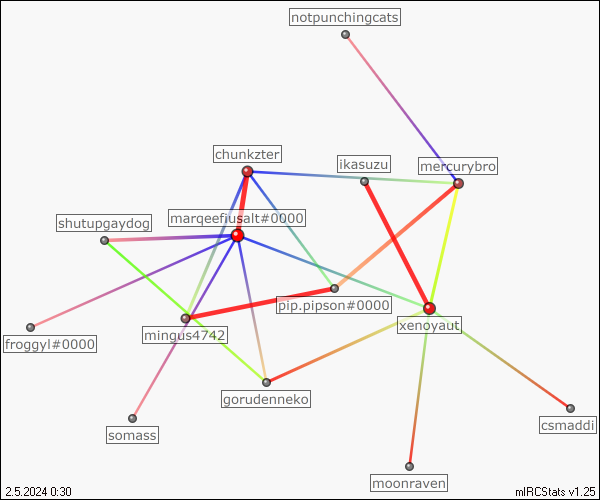 notpunchingcats
chunkzter
ikasuzu
mercurybro
marqeefiusalt#0000
shutupgaydog
pip.pipson#0000
xenoyaut
froggyl#0000
mingus4742
gorudenneko
csmaddi
somass
moonraven
2.5.2024 0:30
mIRCStats v1.25